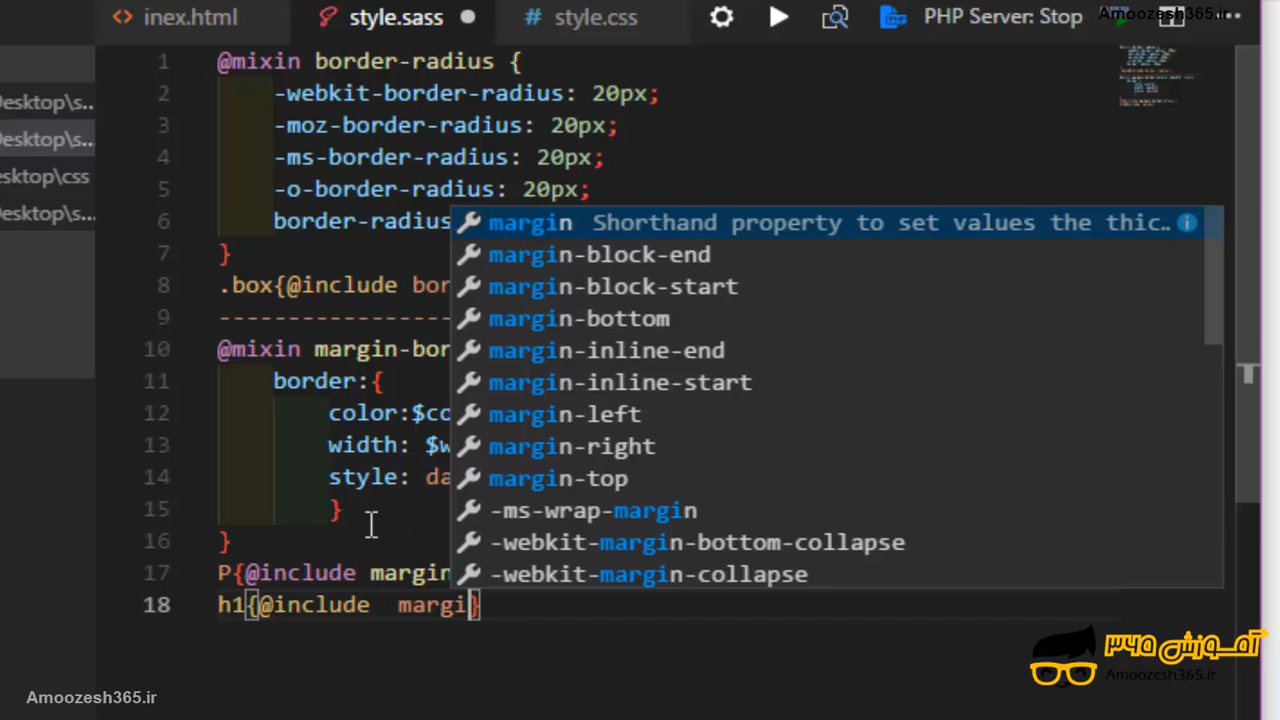 inex.html style.sass # style.css PHP Server: Stop Amoozesh365.ir
1 @mixin border-radius {
2 -webkit-border-radius: 20px;
3 -moz-border-radius: 20px;
4 -ms-border-radius: 20px;
5 -o-border-radius: 20px;
6 border-radius
7 }
8 .box{@include bor
9 -----------------
10 @mixin margin-bor
11 border:{
12 color:$co
13 width: $w
14 style: da
15 }
16 }
17 P{@include margin
18 h1{@include margi}
margin Shorthand property to set values the thic…
margin-block-end
margin-block-start
margin-bottom
margin-inline-end
margin-inline-start
margin-left
margin-right
margin-top
-ms-wrap-margin
-webkit-margin-bottom-collapse
-webkit-margin-collapse
Desktop\s..
Desktop\s..
esktop\css
Desktop\s..
آموزش ۳۶۵
Amoozesh365.ir
Amoozesh365.ir